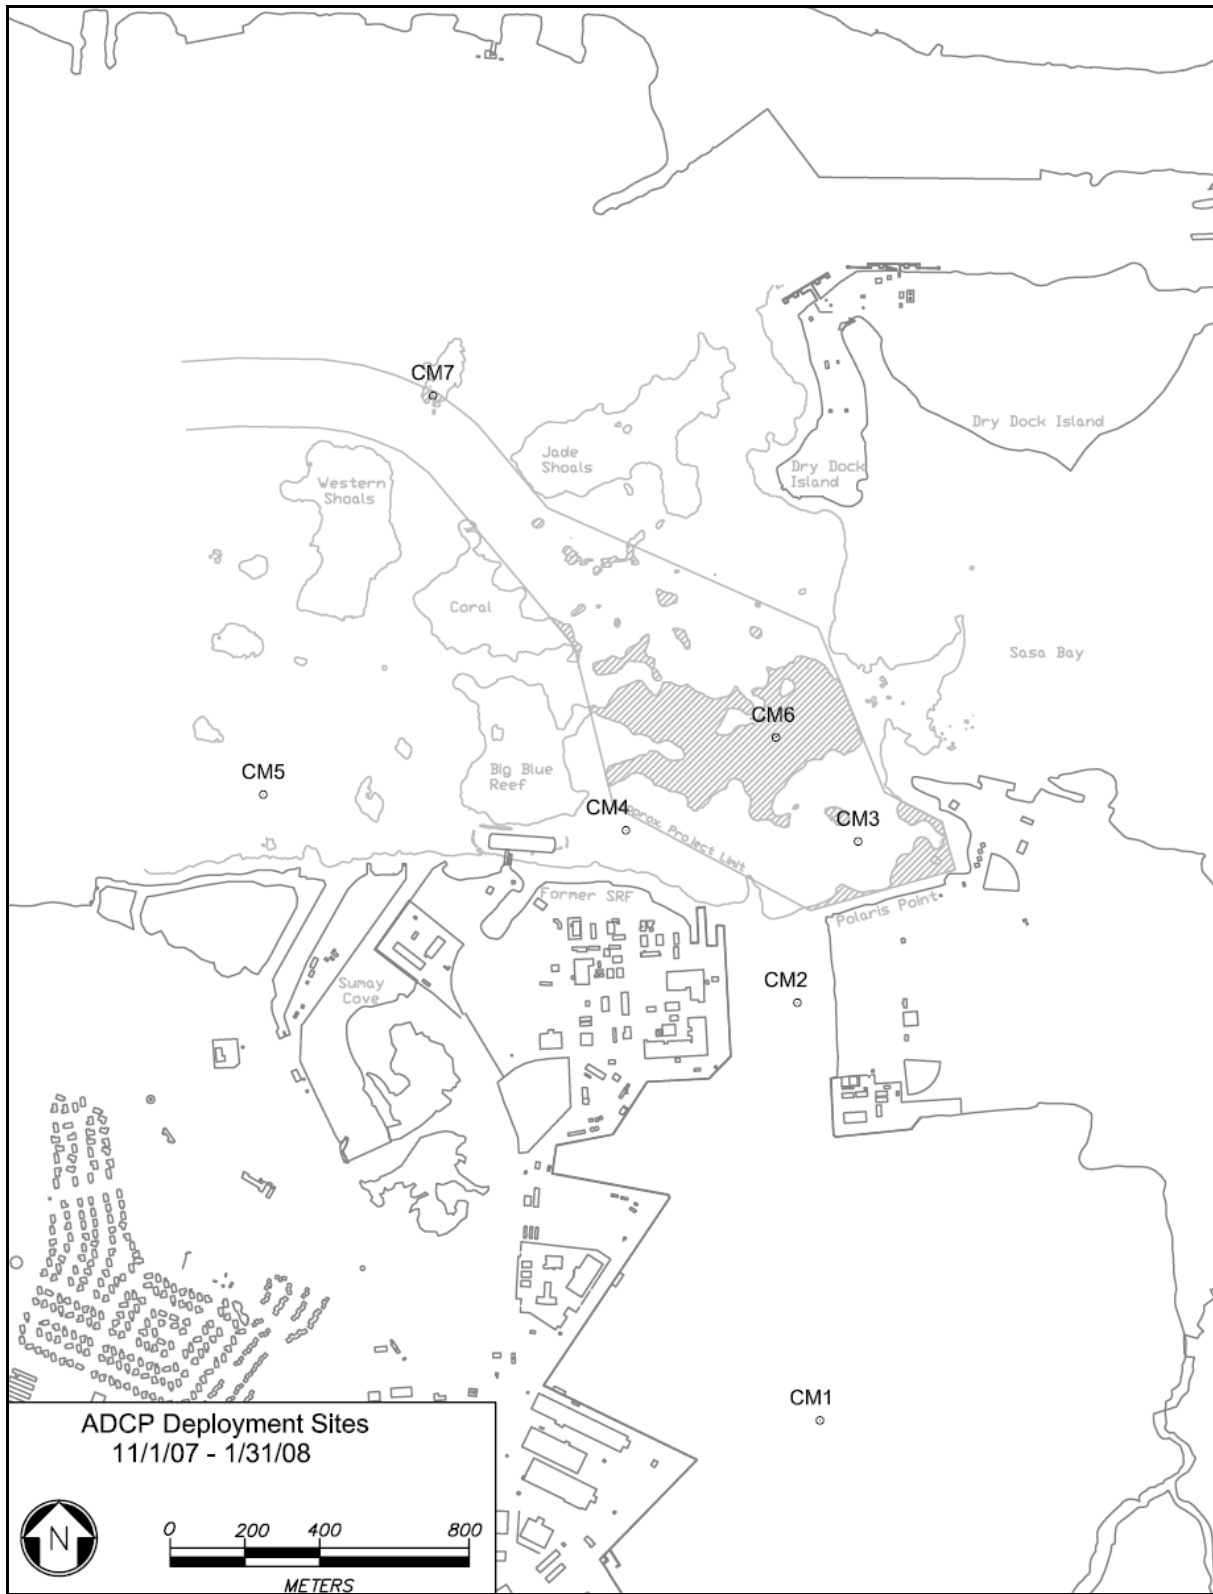 CM7
Jade
Shoals
Dry Dock Island
Western
Shoals
Dry Dock
Island
Coral
Sasa Bay
CM6
CM5
Big Blue
Reef
CM4
Approx. Project Limit
CM3
Former SRF
Polaris Point
Sumay
Cove
CM2
CM1
ADCP Deployment Sites
11/1/07 - 1/31/08
N
0 200 400 800
METERS